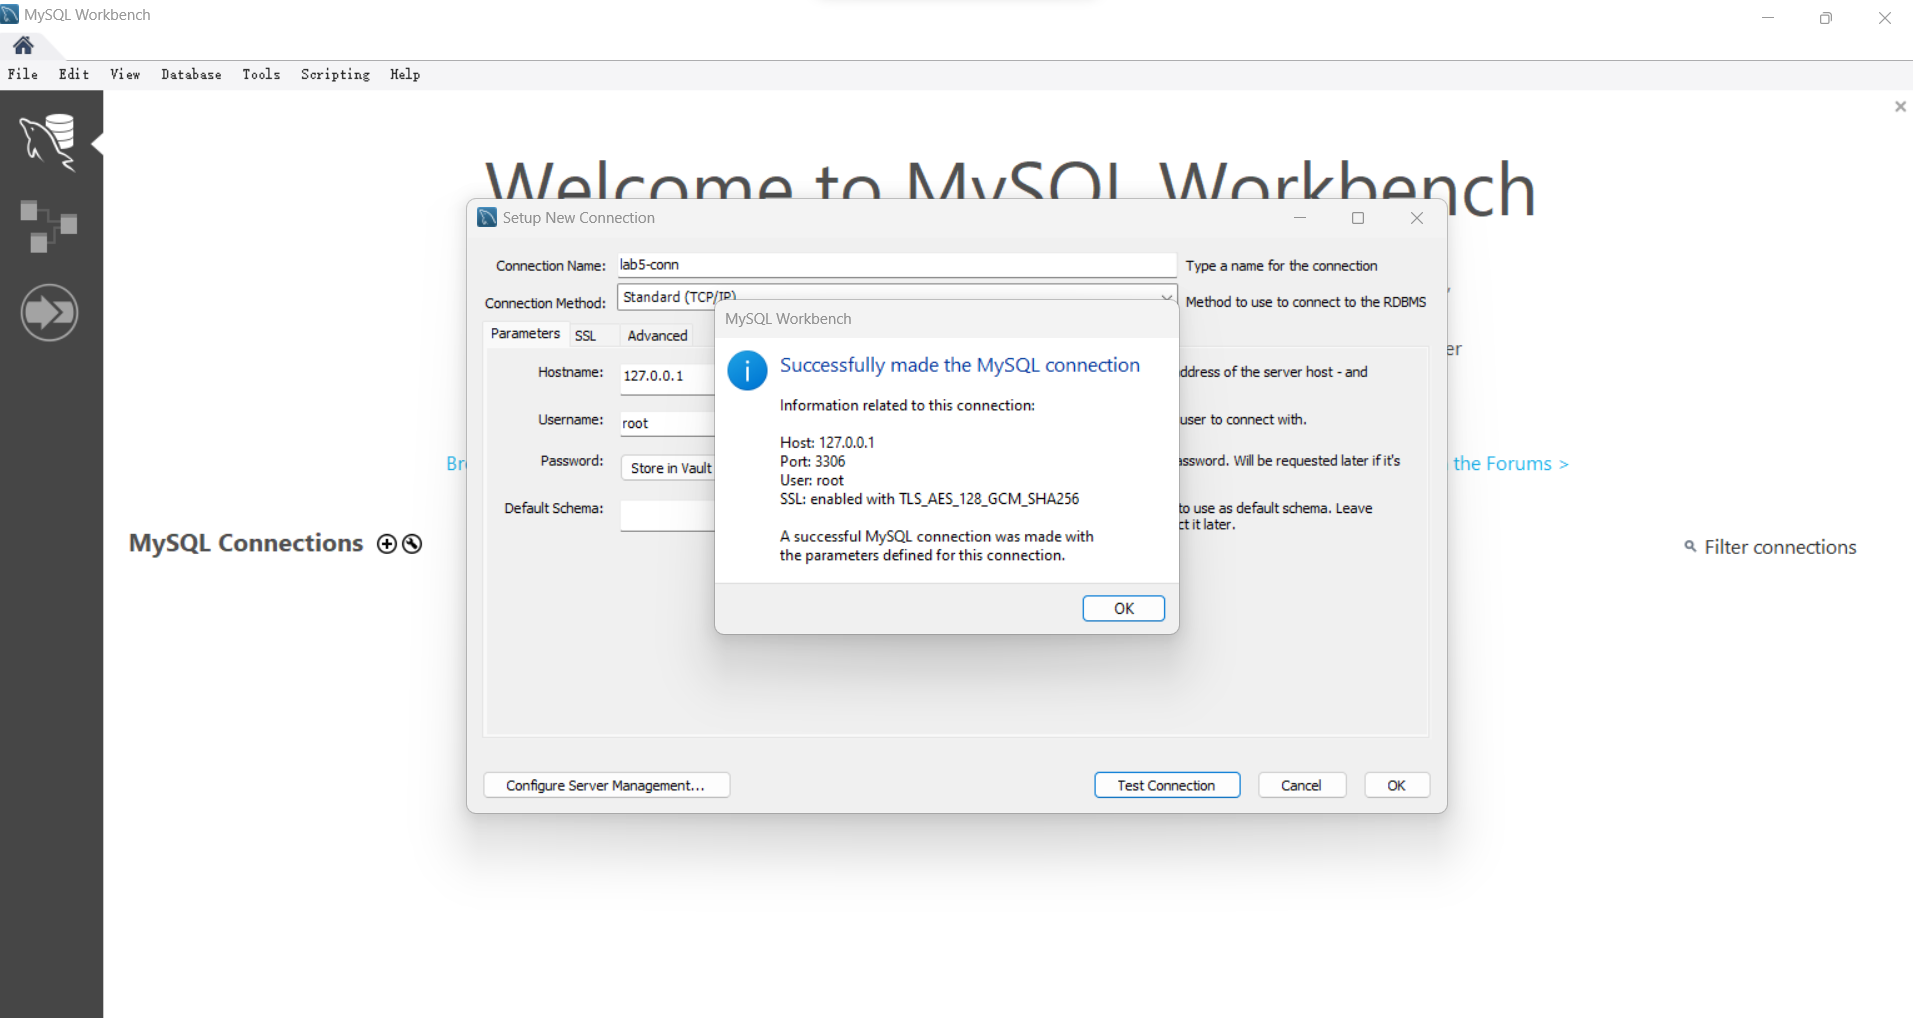 MySQL Workbench
File Edit View Database Tools Scripting Help
Welcome to MySQL Workbench
Setup New Connection
Connection Name: lab5-conn Type a name for the connection
Connection Method: Standard (TCP/IP) Method to use to connect to the RDBMS
Parameters SSL Advanced
MySQL Workbench
Successfully made the MySQL connection
Information related to this connection:
Host: 127.0.0.1
Port: 3306
User: root
SSL: enabled with TLS_AES_128_GCM_SHA256
A successful MySQL connection was made with
the parameters defined for this connection.
OK
Hostname: 127.0.0.1 ddress of the server host - and
er
Username: root user to connect with.
Password: Store in Vault assword. Will be requested later if it's
Br the Forums >
Default Schema: to use as default schema. Leave
ct it later.
MySQL Connections
Filter connections
Configure Server Management... Test Connection Cancel OK